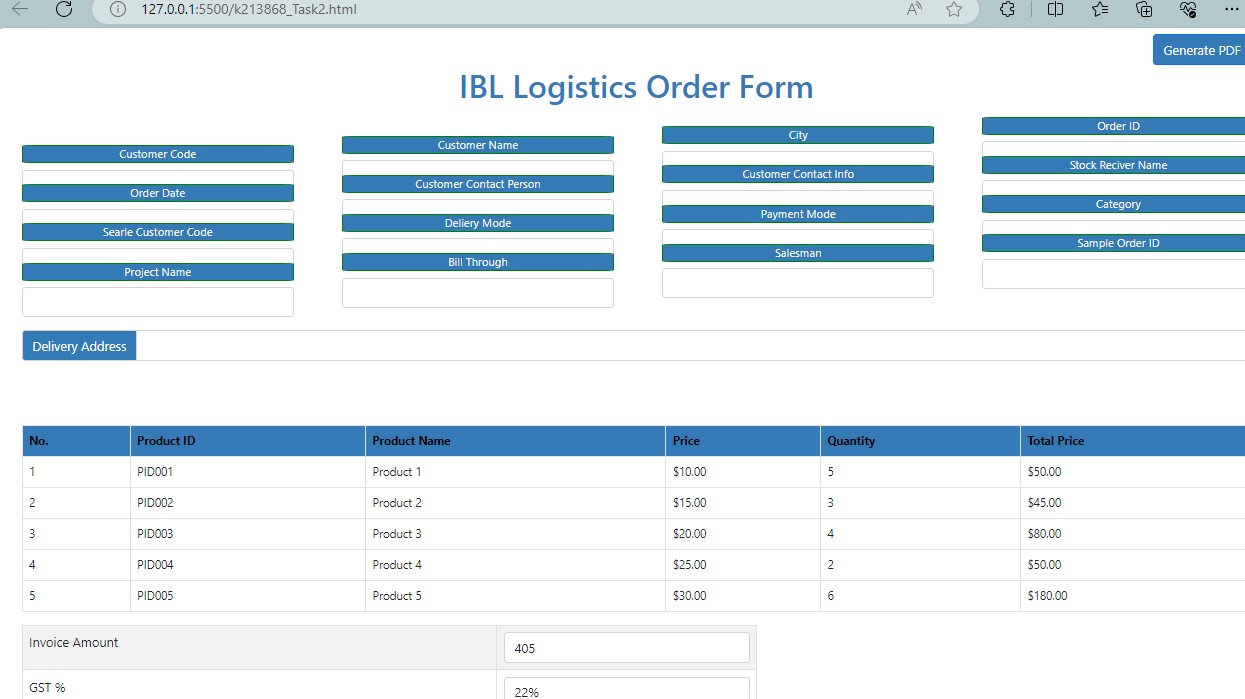 127.0.0.1:5500/k213868_Task2.html
Generate PDF
IBL Logistics Order Form
Customer Code
Customer Name
City
Order ID
Order Date
Customer Contact Person
Customer Contact Info
Stock Reciver Name
Searle Customer Code
Deliery Mode
Payment Mode
Category
Project Name
Bill Through
Salesman
Sample Order ID
Delivery Address
No. Product ID Product Name Price Quantity Total Price
1 PID001 Product 1 $10.00 5 $50.00
2 PID002 Product 2 $15.00 3 $45.00
3 PID003 Product 3 $20.00 4 $80.00
4 PID004 Product 4 $25.00 2 $50.00
5 PID005 Product 5 $30.00 6 $180.00
Invoice Amount 405
GST % 22%